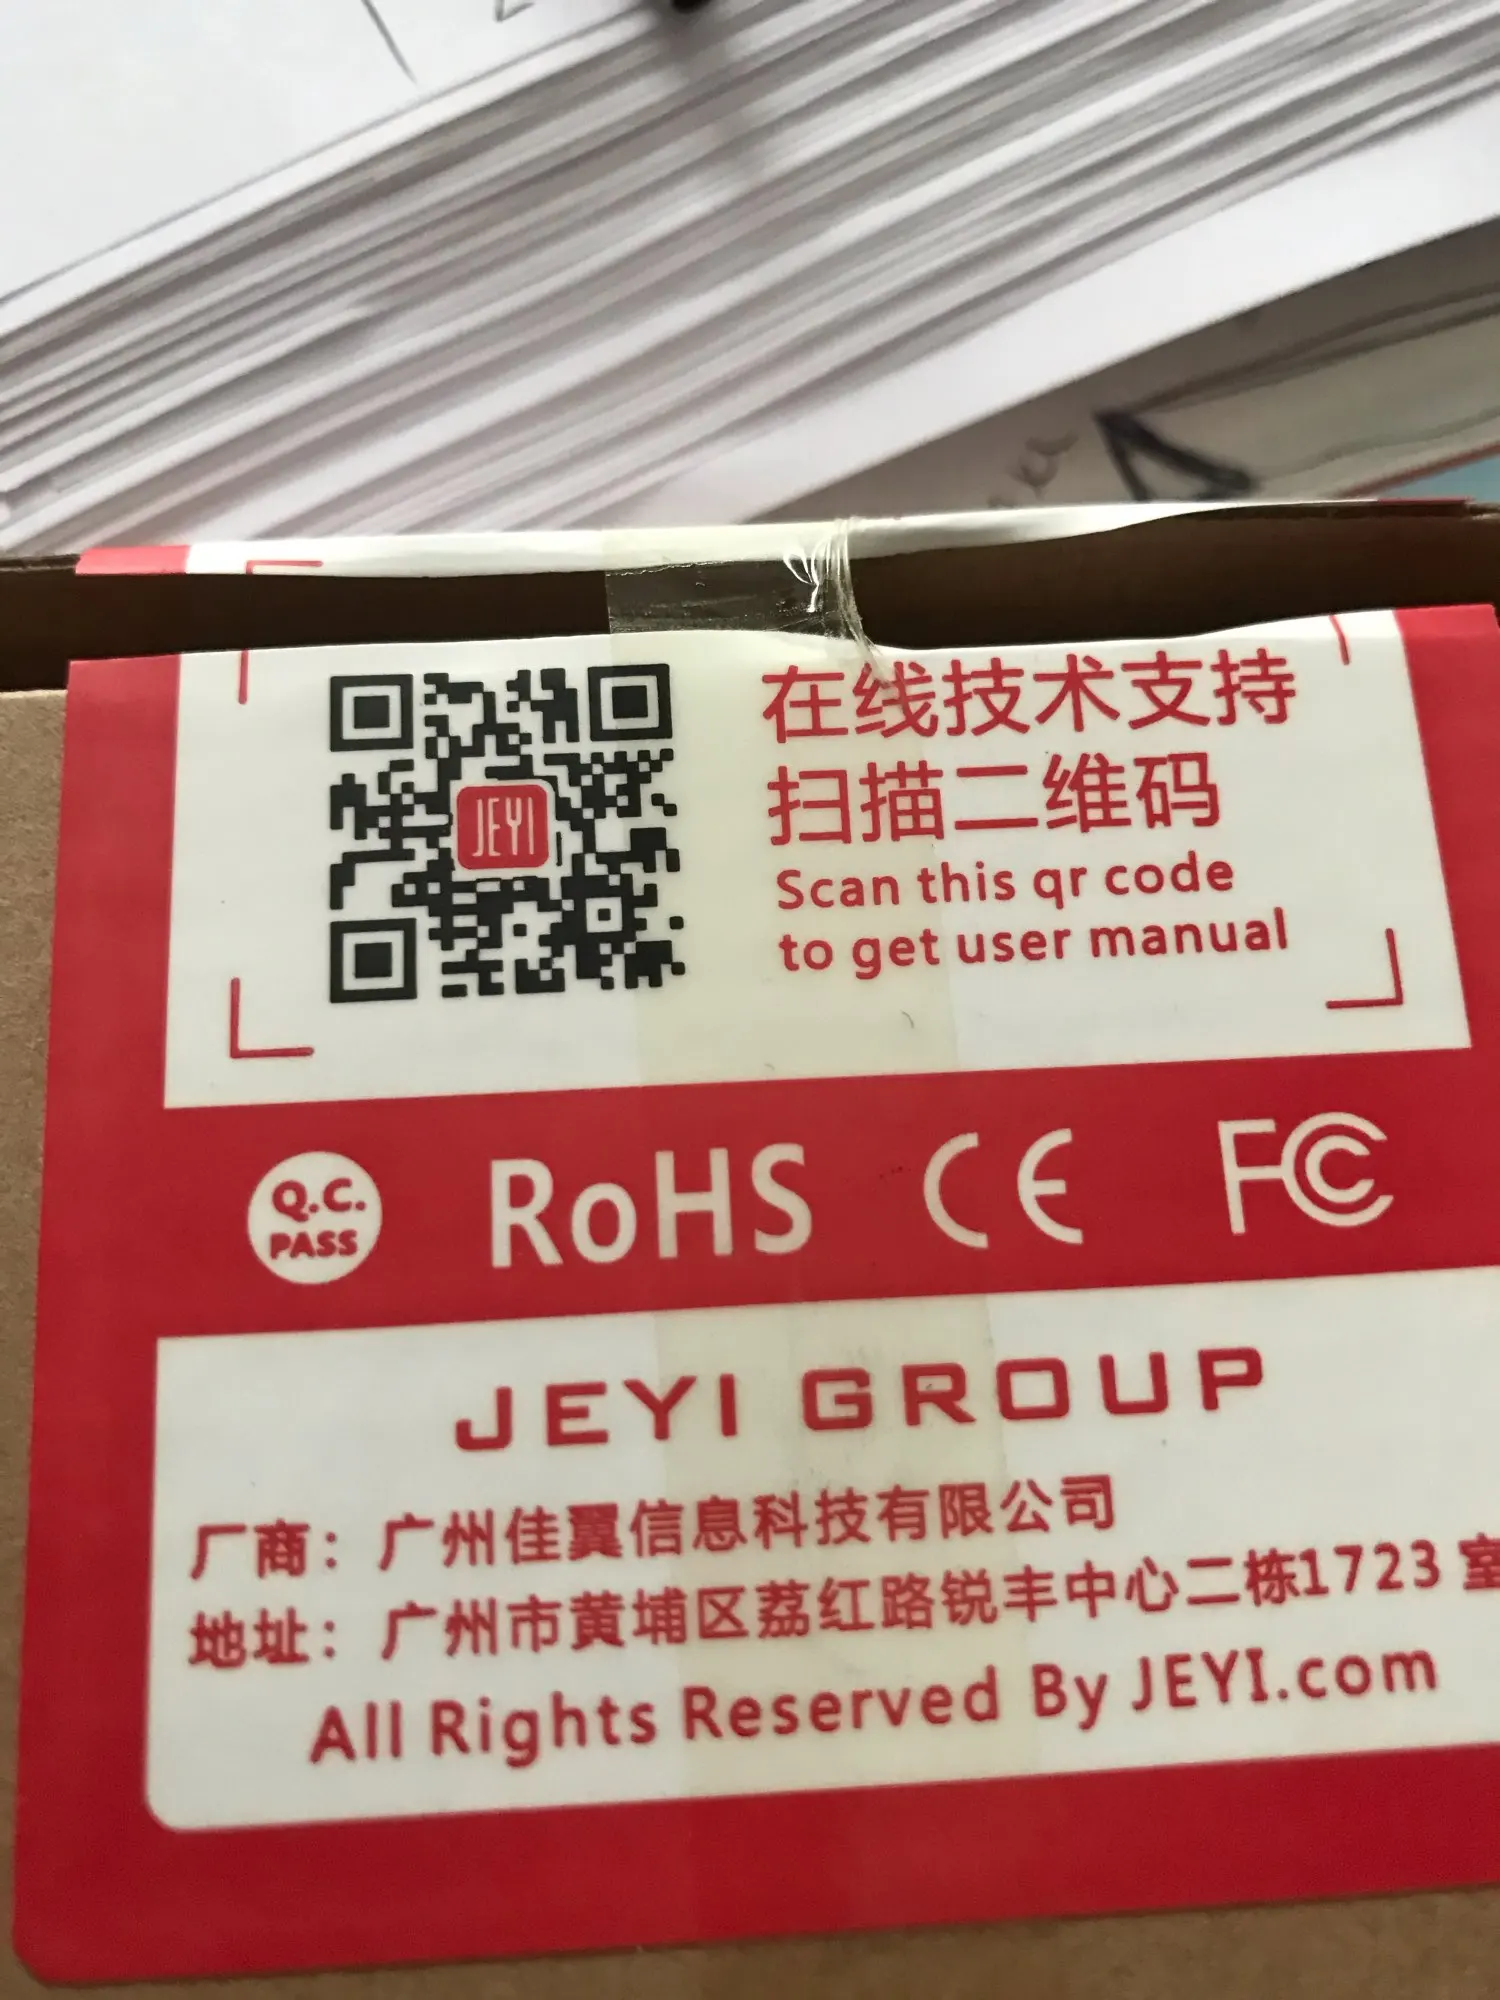 JEYI
在线技术支持
扫描二维码
Scan this qr code
to get user manual
Q.C.
PASS
RoHS CE FC
JEYI GROUP
厂商：广州佳翼信息科技有限公司
地址：广州市黄埔区荔红路锐丰中心二栋1723 室
All Rights Reserved By JEYI.com